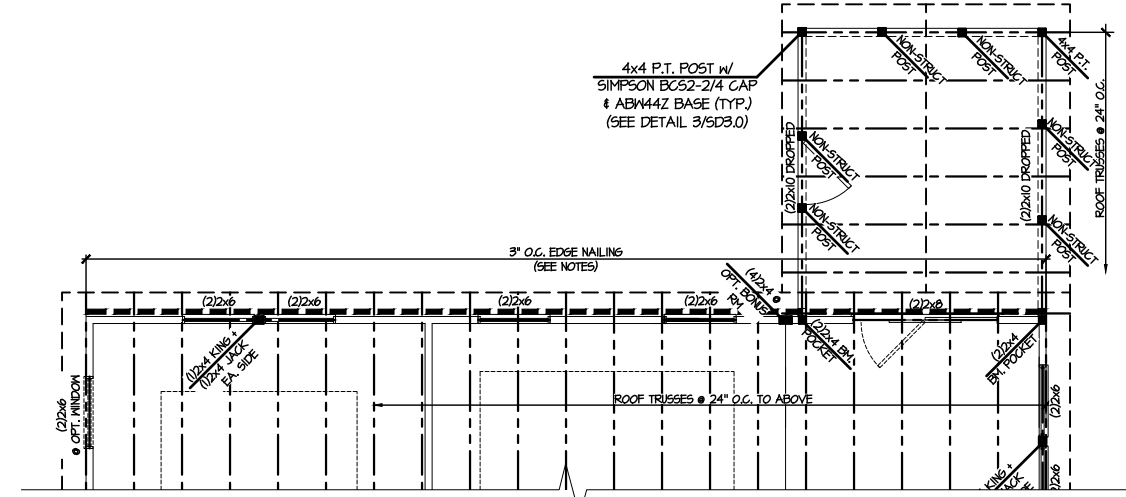 4x4 P.T. POST W/
SIMPSON BCS2-2/4 CAP
& ABW44Z BASE (TYP.)
(SEE DETAIL 3/SD3.0)
NON-STRUCT
POST
NON-STRUCT
POST
4x4 P.T.
POST
NON-STRUCT
POST
NON-STRUCT
POST
NON-STRUCT
POST
NON-STRUCT
POST
(2)2x10 DROPPED
(2)2x10 DROPPED
ROOF TRUSSES @ 24" O.C.
3" O.C. EDGE NAILING
(SEE NOTES)
(4)2x4 @
OPT. BONUS
RM.
(2)2x6
(2)2x6
(2)2x6
(2)2x6
(2)2x8
(1)2x4 KING +
(1)2x4 JACK
EA. SIDE
(2)2x4 BM.
POCKET
(2)2x4
BM. POCKET
(2)2x6
@ OPT. WINDOW
ROOF TRUSSES @ 24" O.C. TO ABOVE
(2)2x6
KING +
JACK
2x6